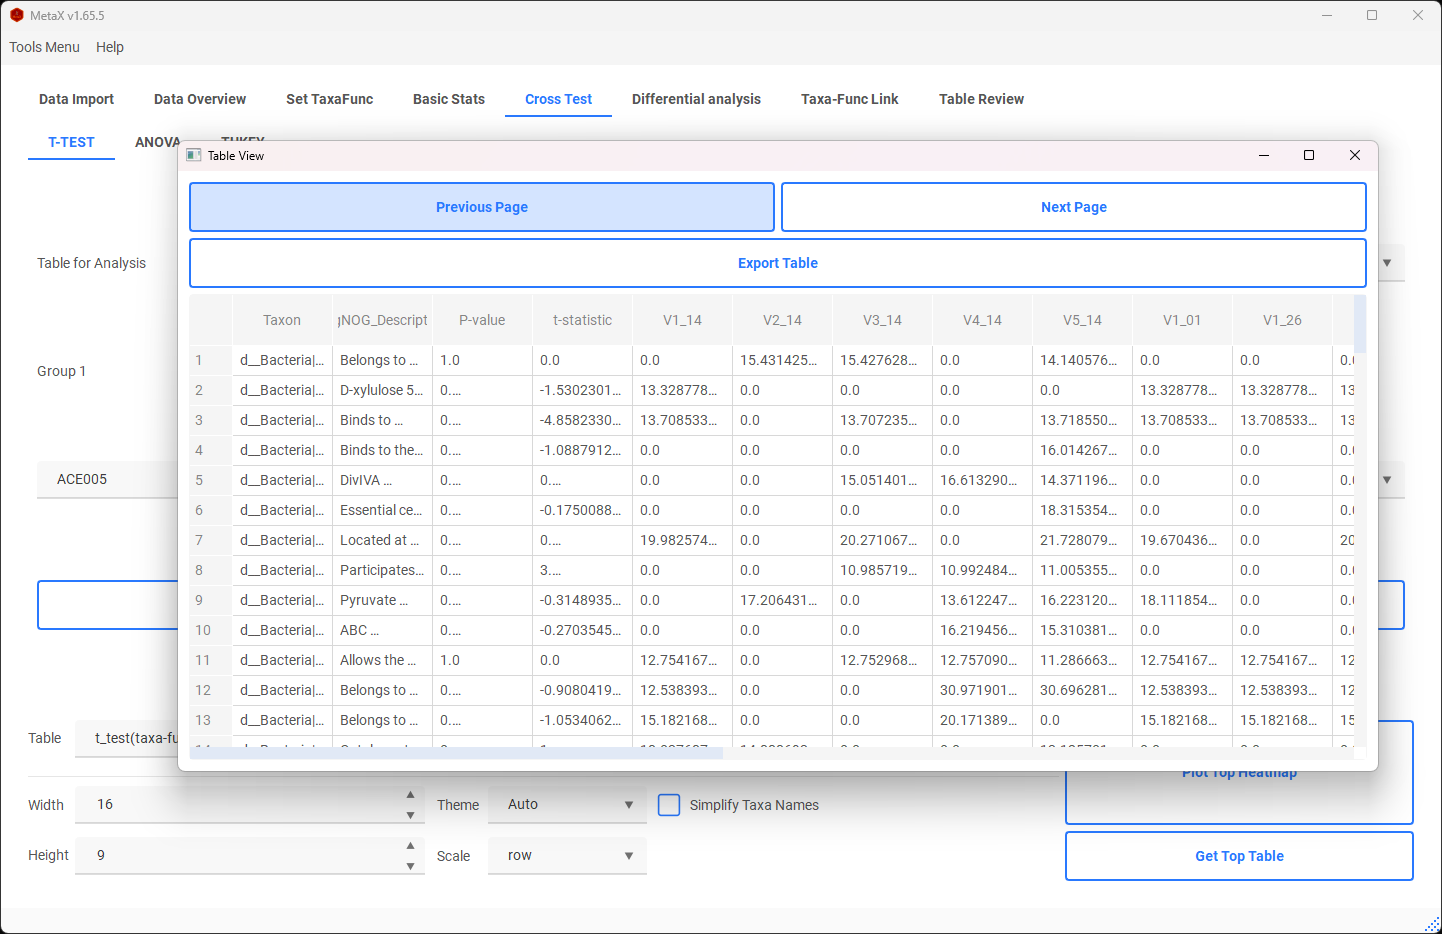 MetaX v1.65.5
Tools Menu Help
Data Import Data Overview Set TaxaFunc Basic Stats Cross Test Differential analysis Taxa-Func Link Table Review
T-TEST ANOVA TUKEY
Table View
Previous Page Next Page
Export Table
Table for Analysis
Group 1
ACE005
Taxon NOG_Descript P-value t-statistic V1_14 V2_14 V3_14 V4_14 V5_14 V1_01 V1_26
1 d__Bacteria|... Belongs to ... 1.0 0.0 0.0 15.431425... 15.427628... 0.0 14.140576... 0.0 0.0 0.
2 d__Bacteria|... D-xylulose 5... 0.... -1.5302301... 13.328778... 0.0 0.0 0.0 0.0 13.328778... 13.328778... 13
3 d__Bacteria|... Binds to ... 0.... -4.8582330... 13.708533... 0.0 13.707235... 0.0 13.718550... 13.708533... 13.708533... 13
4 d__Bacteria|... Binds to the... 0.... -1.0887912... 0.0 0.0 0.0 0.0 16.014267... 0.0 0.0 0.
5 d__Bacteria|... DivIVA ... 0.... 0.... 0.0 0.0 15.051401... 16.613290... 14.371196... 0.0 0.0 0.
6 d__Bacteria|... Essential ce... 0.... -0.1750088... 0.0 0.0 0.0 0.0 18.315354... 0.0 0.0 0.
7 d__Bacteria|... Located at ... 0.... 0.... 19.982574... 0.0 20.271067... 0.0 21.728079... 19.670436... 0.0 20
8 d__Bacteria|... Participates... 0.... 3.... 0.0 0.0 10.985719... 10.992484... 11.005355... 0.0 0.0 0.
9 d__Bacteria|... Pyruvate ... 0.... -0.3148935... 0.0 17.206431... 0.0 13.612247... 16.223120... 18.111854... 0.0 0.
10 d__Bacteria|... ABC ... 0.... -0.2703545... 0.0 0.0 0.0 16.219456... 15.310381... 0.0 0.0 0.
11 d__Bacteria|... Allows the ... 1.0 0.0 12.754167... 0.0 12.752968... 12.757090... 11.286663... 12.754167... 12.754167... 12
12 d__Bacteria|... Belongs to ... 0.... -0.9080419... 12.538393... 0.0 0.0 30.971901... 30.696281... 12.538393... 12.538393... 12
13 d__Bacteria|... Belongs to ... 0.... -1.0534062... 15.182168... 0.0 0.0 20.171389... 0.0 15.182168... 15.182168... 15
Table t_test(taxa-fu
Plot Top Heatmap
Width 16 Theme Auto Simplify Taxa Names
Height 9 Scale row
Get Top Table